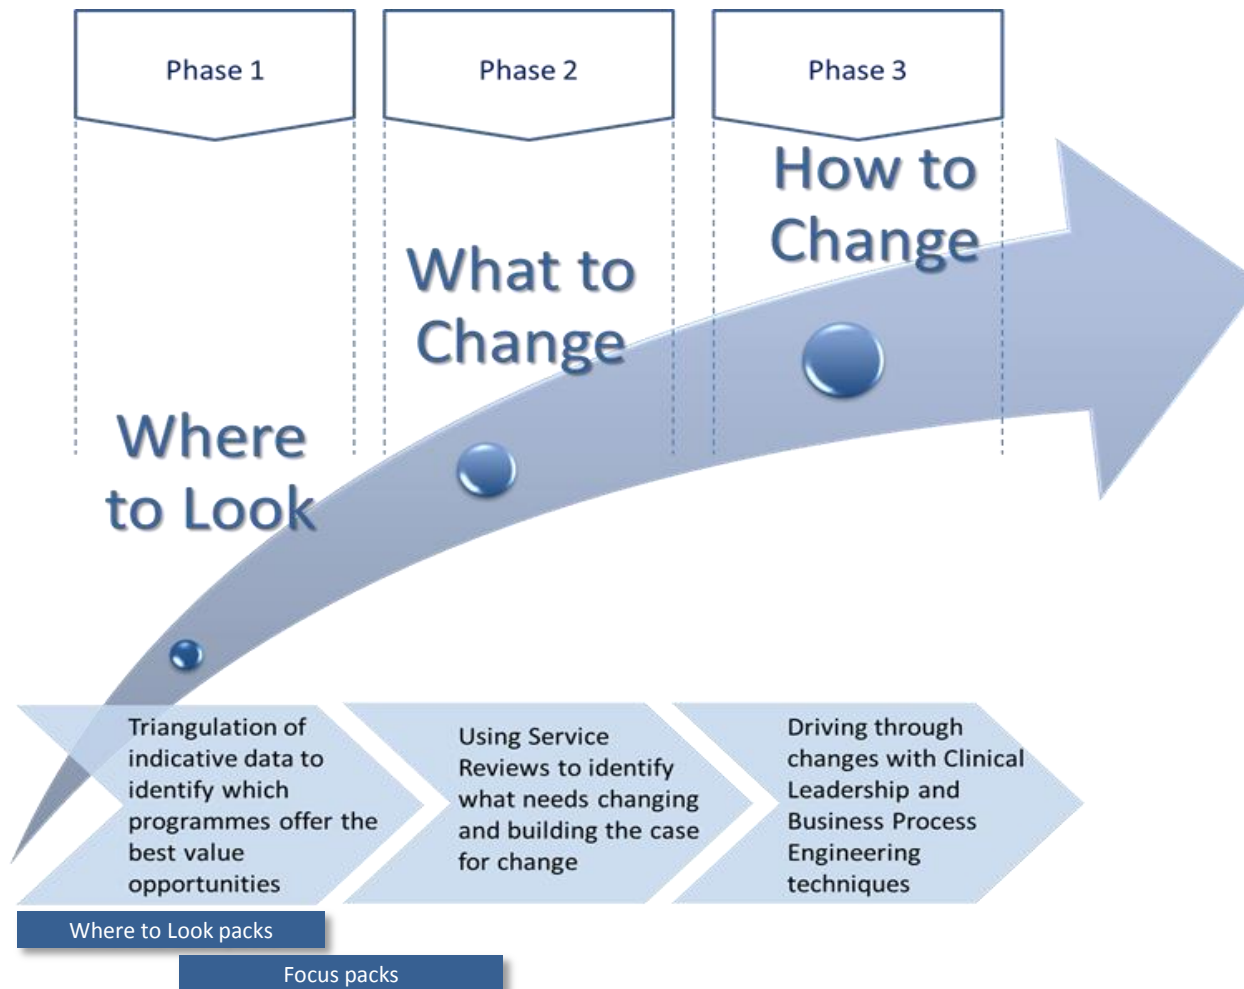 Phase 1
Phase 2
Phase 3
How to
Change
What to
Change
Where
to Look
Triangulation of
indicative data to
identify which
programmes offer the
best value
opportunities
Using Service
Reviews to identify
what needs changing
and building the case
for change
Driving through
changes with Clinical
Leadership and
Business Process
Engineering
techniques
Where to Look packs
Focus packs